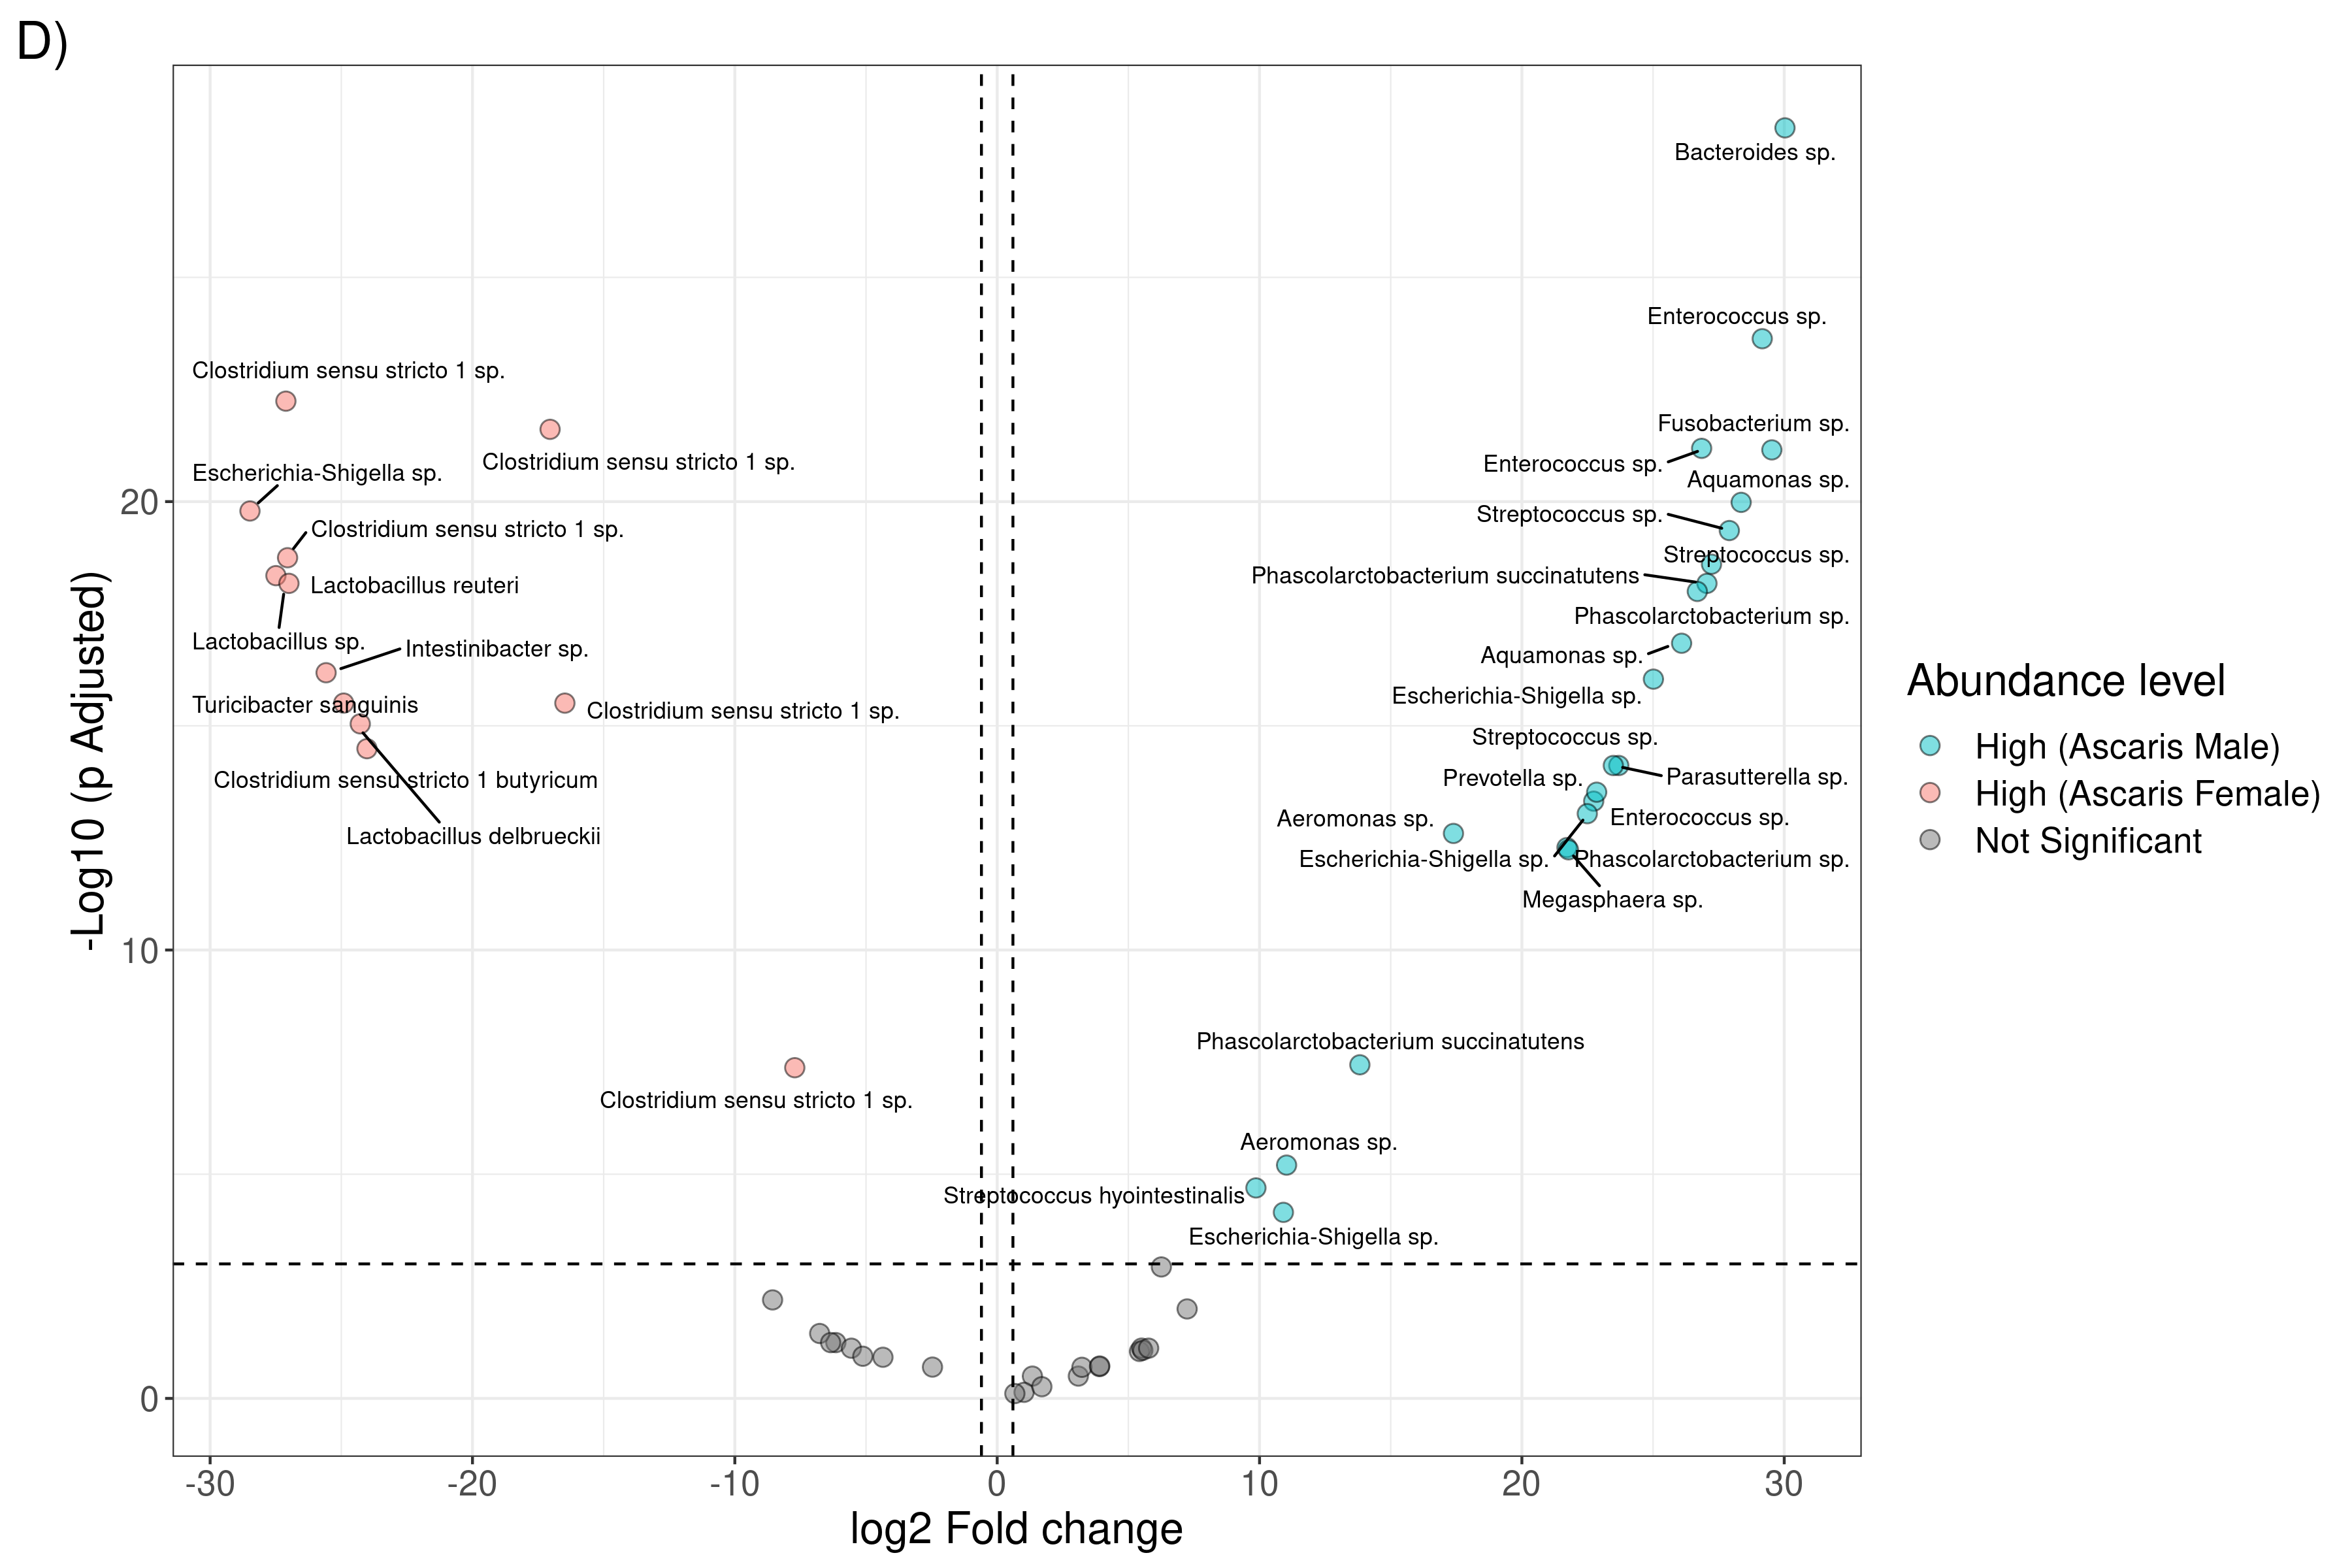 D)
Bacteroides sp.
Enterococcus sp.
Clostridium sensu stricto 1 sp.
Fusobacterium sp.
Clostridium sensu stricto 1 sp.
Enterococcus sp.
Escherichia-Shigella sp.
Aquamonas sp.
20
Streptococcus sp.
Clostridium sensu stricto 1 sp.
Streptococcus sp.
Phascolarctobacterium succinatutens
Lactobacillus reuteri
Phascolarctobacterium sp.
Lactobacillus sp.
Intestinibacter sp.
Aquamonas sp.
Escherichia-Shigella sp.
Turicibacter sanguinis
Clostridium sensu stricto 1 sp.
Streptococcus sp.
Prevotella sp.
Parasutterella sp.
Clostridium sensu stricto 1 butyricum
Aeromonas sp.
Enterococcus sp.
Lactobacillus delbrueckii
Escherichia-Shigella sp.
Phascolarctobacterium sp.
Megasphaera sp.
10
Phascolarctobacterium succinatutens
Clostridium sensu stricto 1 sp.
Aeromonas sp.
Streptococcus hyointestinalis
Escherichia-Shigella sp.
0
-Log10 (p Adjusted)
-30 -20 -10 0 10 20 30
log2 Fold change
Abundance level
High (Ascaris Male)
High (Ascaris Female)
Not Significant